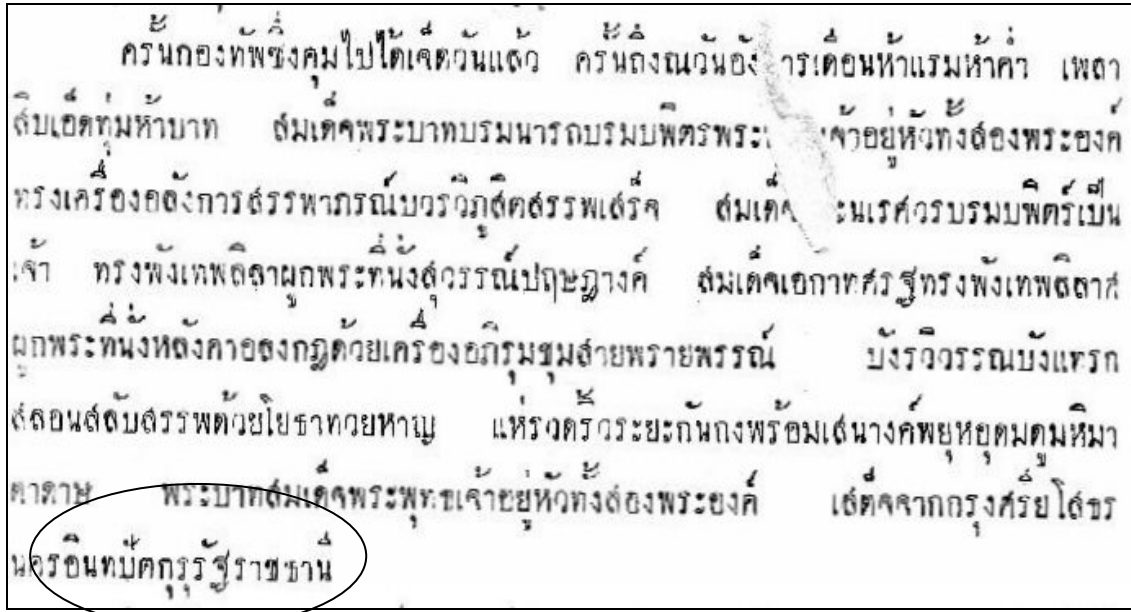 ครั้นกองทัพซึ่งคุมไปได้เจ็ดวันแล้ว ครั้นถึงณวันอังารเดือนห้าแรมห้าค่ำ เพลา
สิบเอ็ดทุ่มห้าบาท สมเด็จพระบาทบรมนารถบรมบพิตรพระ เจ้าอยู่หัวทั้งสองพระองค์
ทรงเครื่องอลังการสรรพาภรณ์บวรวิภูสิตสรรพเสร็จ สมเด็จ ะนเรศวรบรมบพิตร์เป็น
เจ้า ทรงพังเทพลิลาผูกพระที่นั่งสุวรรณ์ปฤษฎางค์ สมเด็จเอกาทศรฐทรงพังเทพลิลาศ
ผูกพระที่นั่งหลังคาอลงกฎด้วยเครื่องอภิรุมชุมสายพรายพรรณ์ บังรวิวรรณบังแทรก
สลอนสลับสรรพด้วยโยธาทวยหาญ แห่รวดริ้วระยะกันกงพร้อมเสนางค์พยุหอุดมดูมหิมา
ดาดาษ พระบาทสมเด็จพระพุทธเจ้าอยู่หัวทั้งสองพระองค์ เสด็จจากกรุงศรียโสธร
นครอินทปัตกุรุรัฐราชธานี